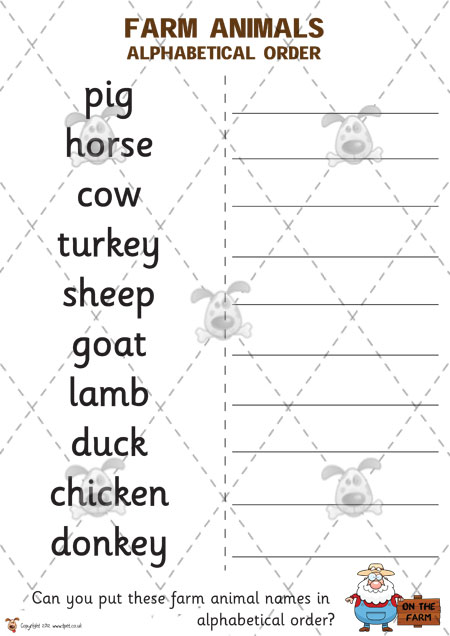 FARM ANIMALS
ALPHABETICAL ORDER
pig
horse
cow
turkey
sheep
goat
lamb
duck
chicken
donkey
Can you put these farm animal names in
alphabetical order?
ON THE
FARM
Copyright 2012 www.tpet.co.uk